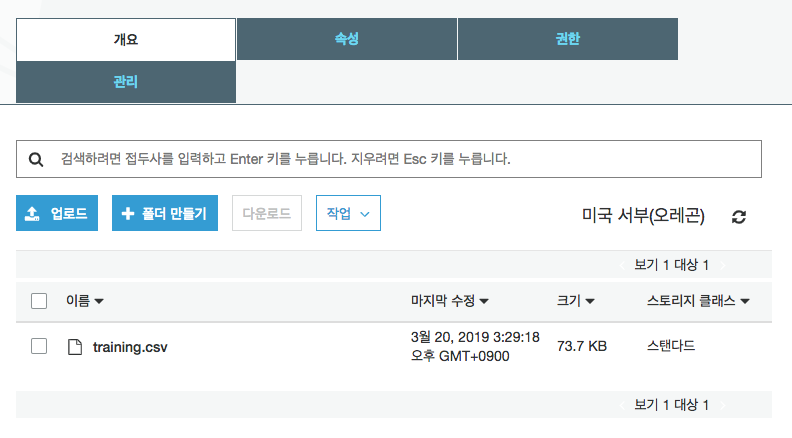 개요
속성
권한
관리
검색하려면 접두사를 입력하고 Enter 키를 누릅니다. 지우려면 Esc 키를 누릅니다.
업로드
폴더 만들기
다운로드
작업
미국 서부(오레곤)
보기 1 대상 1
이름
마지막 수정
크기
스토리지 클래스
training.csv
3월 20, 2019 3:29:18
오후 GMT+0900
73.7 KB
스탠다드
보기 1 대상 1